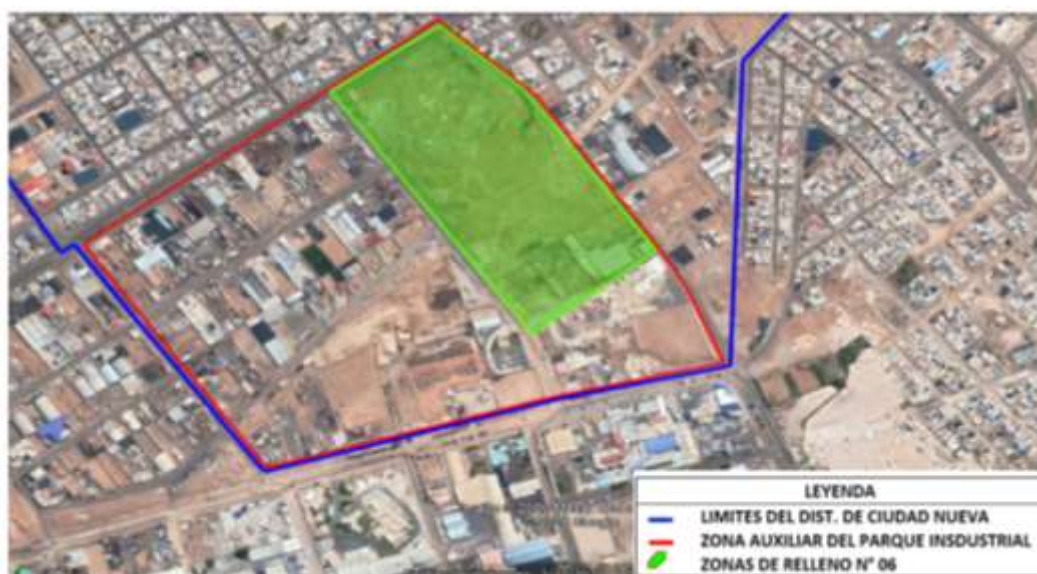 LEYENDA
LIMITES DEL DIST. DE CIUDAD NUEVA
ZONA AUXILIAR DEL PARQUE INSDUSTRIAL
ZONAS DE RELLENO N° 06